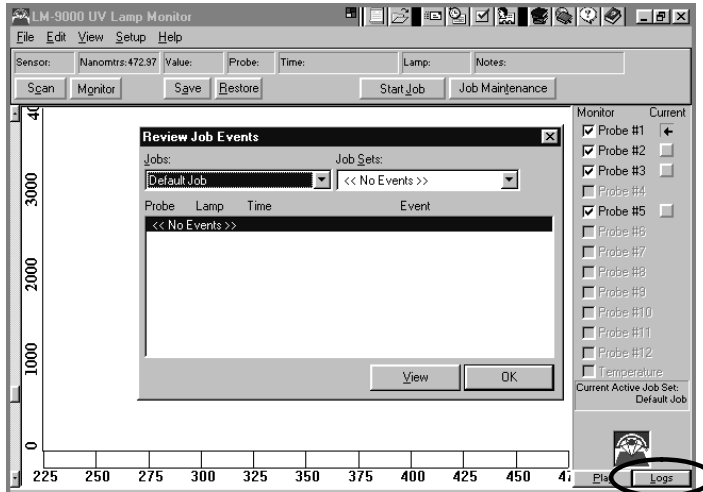 LM-9000 UV Lamp Monitor
File Edit View Setup Help
Sensor: Nanomtrs:472.97 Value: Probe: Time: Lamp: Notes:
Scan Monitor Save Restore Start Job Job Maintenance
Monitor Current
Probe #1
Probe #2
Probe #3
Probe #4
Probe #5
Probe #6
Probe #7
Probe #8
Probe #9
Probe #10
Probe #11
Probe #12
Temperature
Current Active Job Set:
Default Job
Logs
Review Job Events
Jobs: Job Sets:
Default Job << No Events >>
Probe Lamp Time Event
<< No Events >>
View OK
3000
2000
1000
0
225 250 275 300 325 350 375 400 425 450